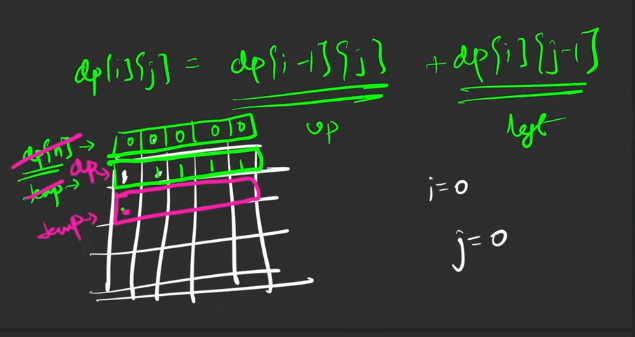 dp[i][j] = dp[i-1][j] + dp[i][j-1]
up left
dp[n] → 0 0 0 0 0
dp → 1 1 1 1 1
temp →
temp →
i=0
j=0